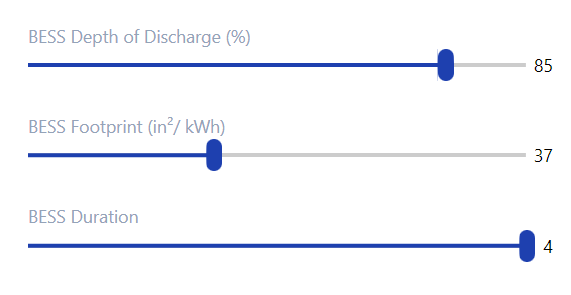 BESS Depth of Discharge (%)
85
BESS Footprint (in²/ kWh)
37
BESS Duration
4